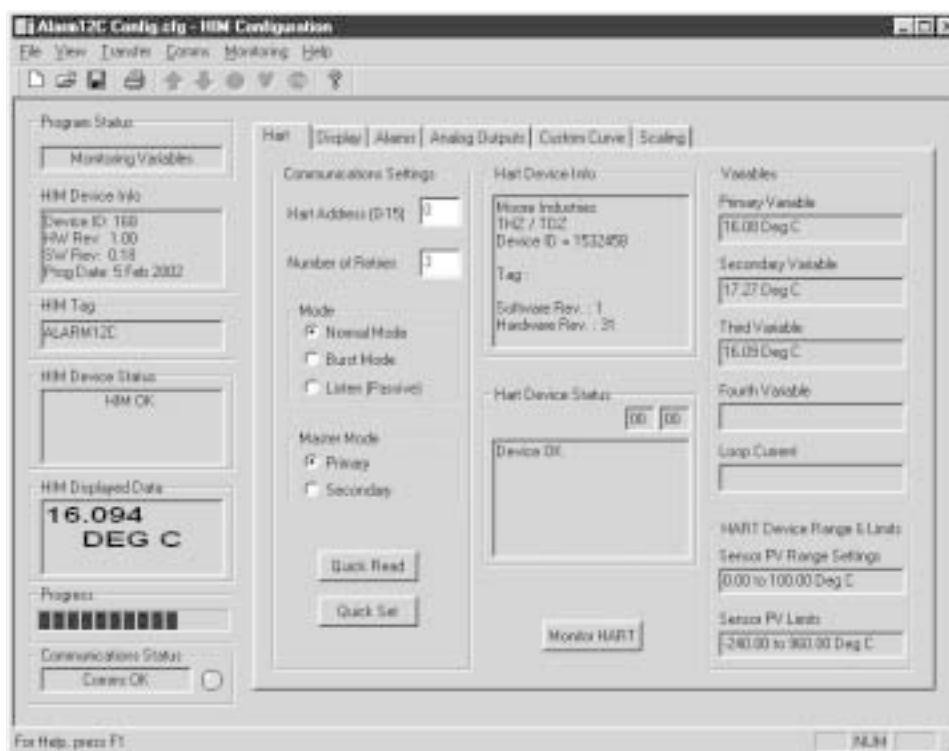 Alarm12C Config.cfg - HIM Configuration
File View Transfer Comms Monitoring Help
Program Status
Monitoring Variables
HIM Device Info
Device ID: 168
HW Rev: 1.00
SW Rev: 0.18
Prog Date: 5 Feb 2002
HIM Tag
ALARM12C
HIM Device Status
HIM OK
HIM Displayed Data
16.094
DEG C
Progress
Communications Status
Comms OK
Hart Display Alarms Analog Outputs Custom Curve Scaling
Communications Settings
Hart Address (0-15) 0
Number of Retries 3
Mode
Normal Mode
Burst Mode
Listen (Passive)
Master Mode
Primary
Secondary
Quick Read
Quick Set
Hart Device Info
Moore Industries
THZ / TDZ
Device ID = 1532458
Tag :
Software Rev. : 1
Hardware Rev. : 31
Hart Device Status
00 00
Device OK
Monitor HART
Variables
Primary Variable
16.08 Deg C
Secondary Variable
17.27 Deg C
Third Variable
16.09 Deg C
Fourth Variable
Loop Current
HART Device Range & Limits
Sensor PV Range Settings
0.00 to 100.00 Deg C
Sensor PV Limits
-240.00 to 960.00 Deg C
For Help, press F1
NUM